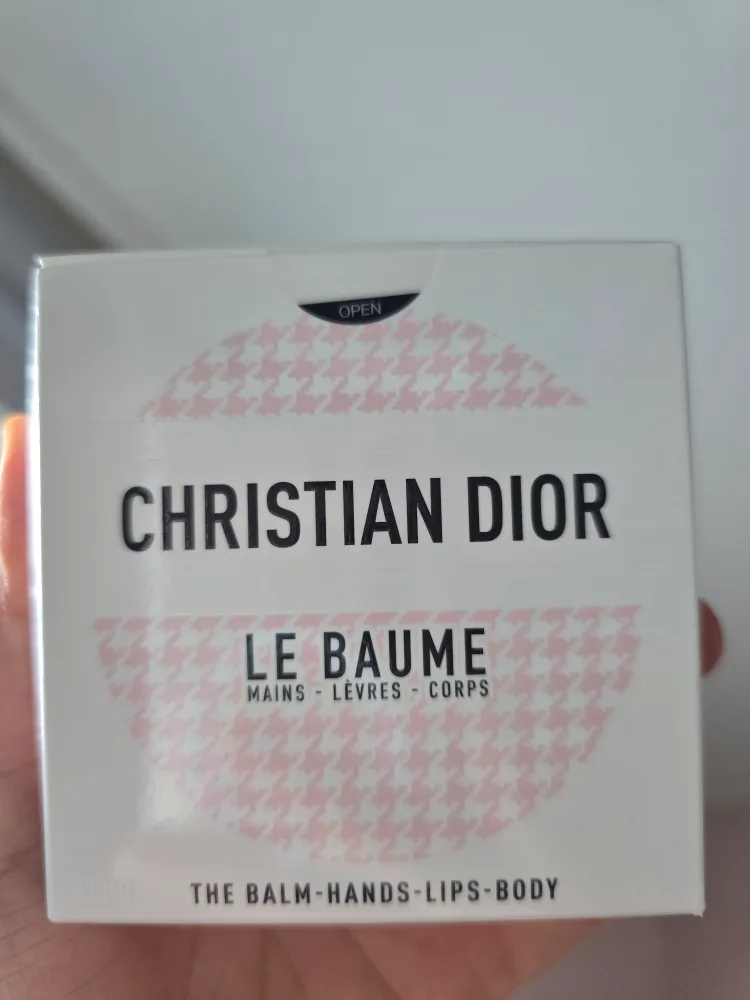 OPEN
CHRISTIAN DIOR
LE BAUME
MAINS - LÈVRES - CORPS
THE BALM-HANDS-LIPS-BODY